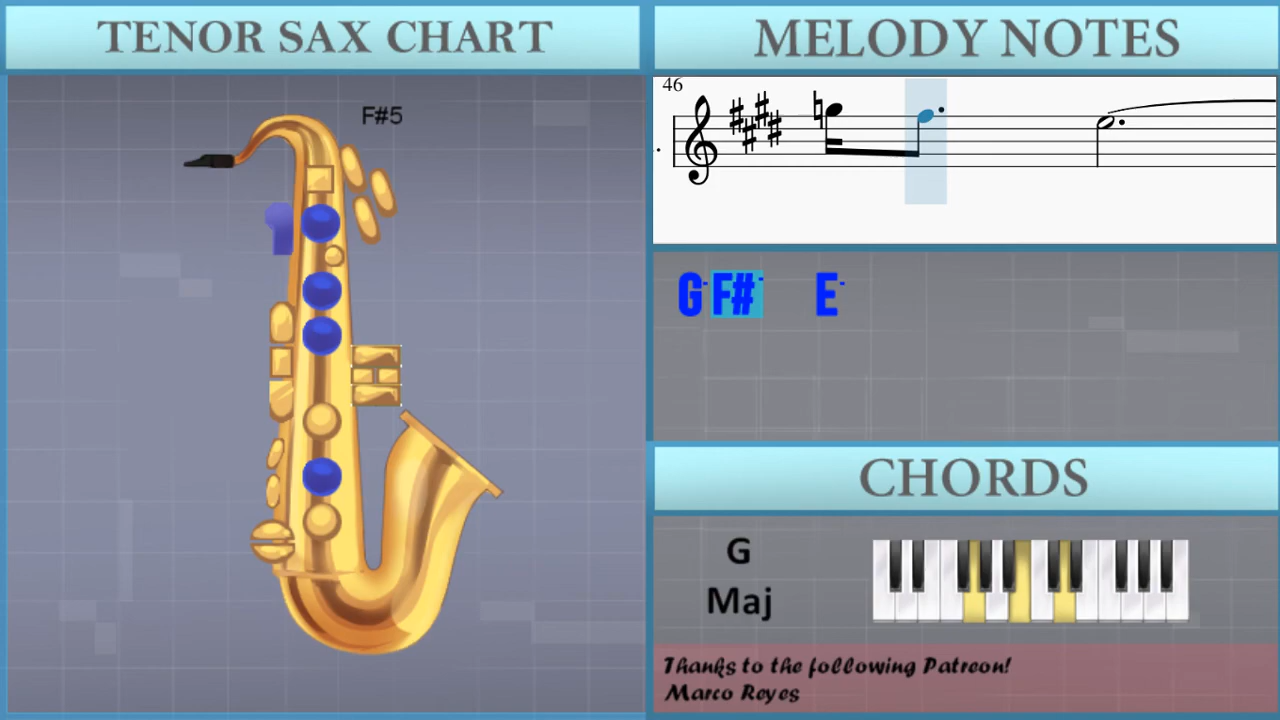 TENOR SAX CHART
F#5
MELODY NOTES
46
G- F#- E-
CHORDS
G
Maj
Thanks to the following Patreon!
Marco Reyes